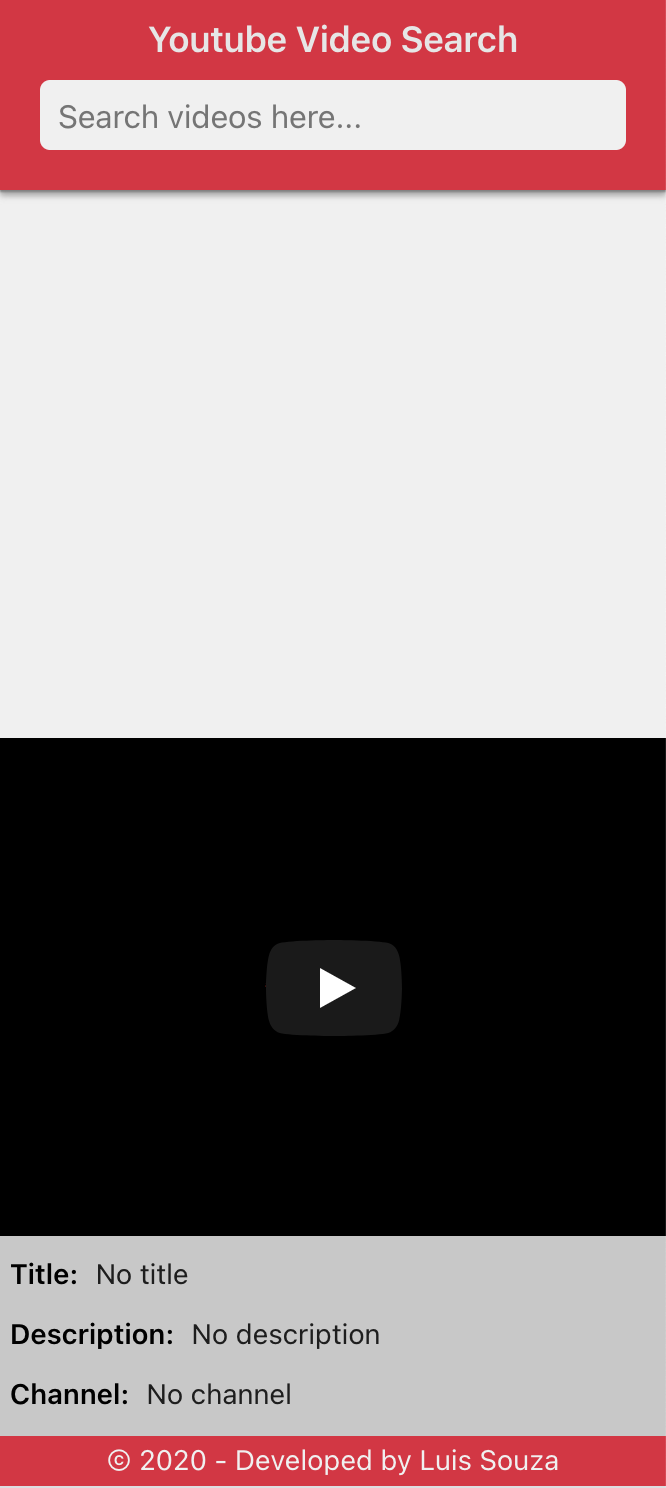 Youtube Video Search
Search videos here...
Title: No title
Description: No description
Channel: No channel
© 2020 - Developed by Luis Souza